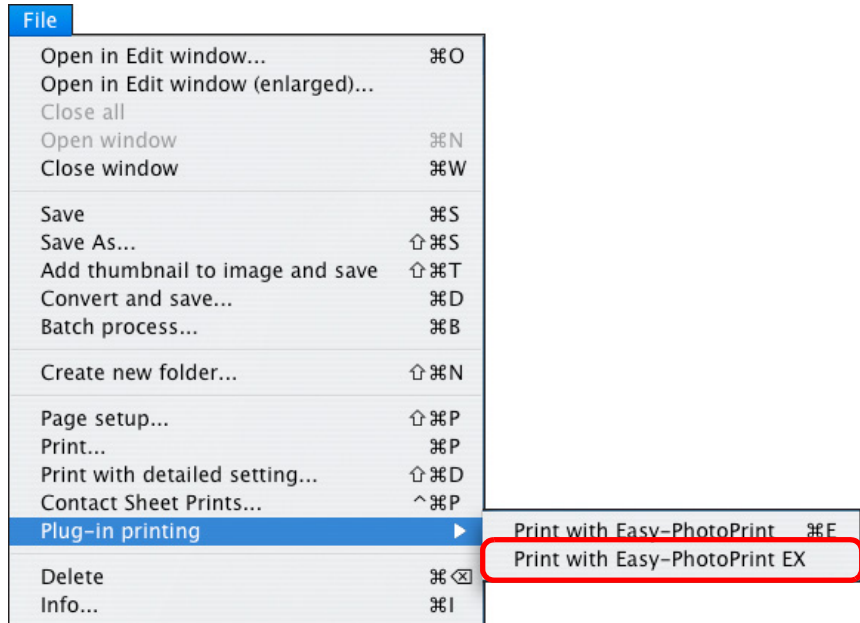 File
Open in Edit window... ⌘O
Open in Edit window (enlarged)...
Close all
Open window ⌘N
Close window ⌘W
Save ⌘S
Save As... ⇧⌘S
Add thumbnail to image and save ⇧⌘T
Convert and save... ⌘D
Batch process... ⌘B
Create new folder... ⇧⌘N
Page setup... ⇧⌘P
Print... ⌘P
Print with detailed setting... ⇧⌘D
Contact Sheet Prints... ^⌘P
Plug-in printing ▶
Print with Easy-PhotoPrint ⌘E
Print with Easy-PhotoPrint EX
Delete ⌘⌫
Info... ⌘I